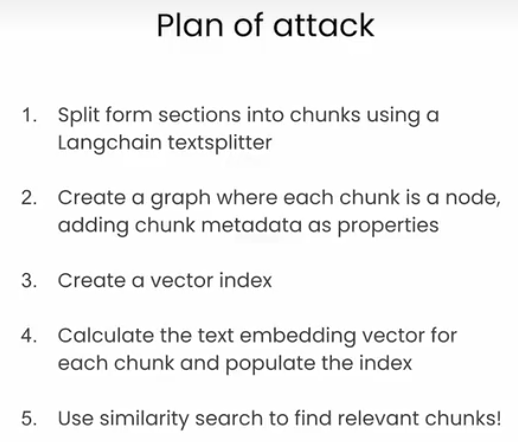 Plan of attack
1. Split form sections into chunks using a
Langchain textsplitter
2. Create a graph where each chunk is a node,
adding chunk metadata as properties
3. Create a vector index
4. Calculate the text embedding vector for
each chunk and populate the index
5. Use similarity search to find relevant chunks!